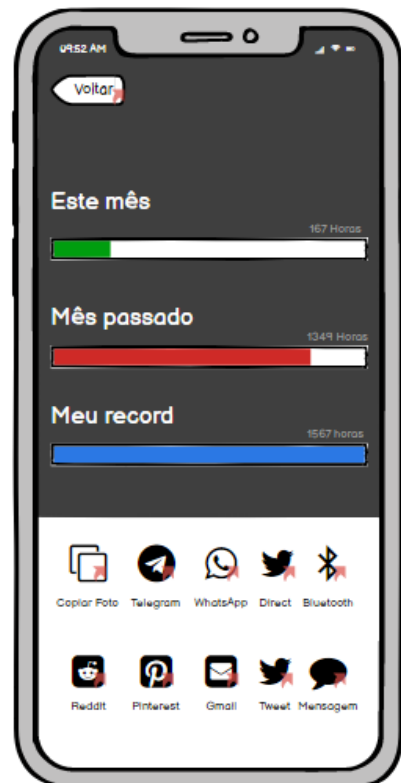 09:52 AM
Voltar
Este mês
167 Horas
Mês passado
1349 Horas
Meu record
1567 horas
Copiar Foto Telegram WhatsApp Direct Bluetooth
Reddit Pinterest Gmail Tweet Mensagem